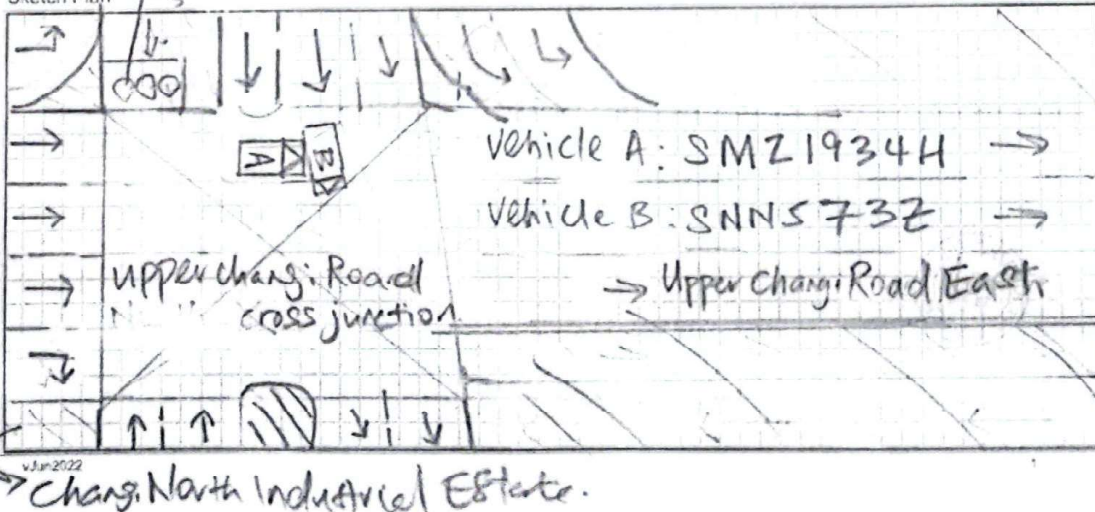 Sketch Plan
Vehicle A: SMZ1934H
Vehicle B: SNN573Z
A
B
Upper Changi Road
cross junction
Upper Changi Road East
vJun2022
Changi North Industrial Estate.